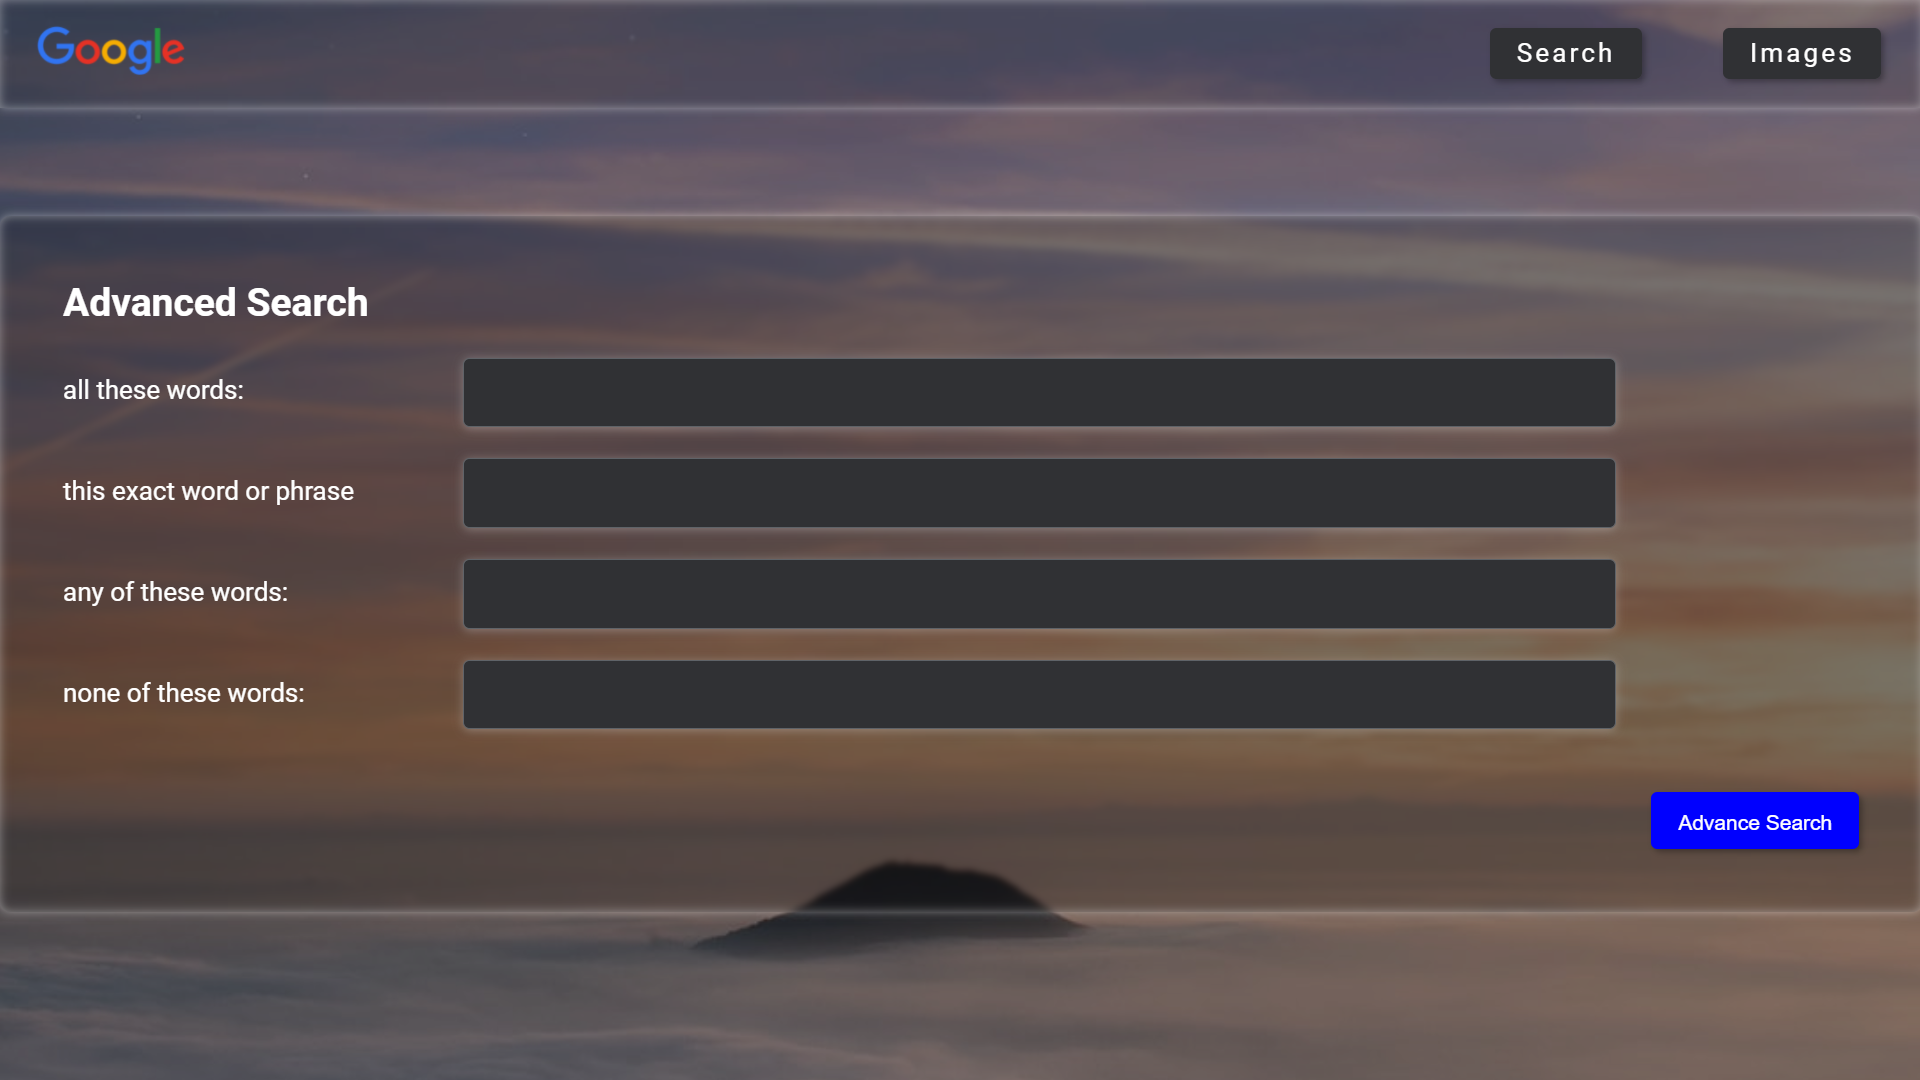 Google
Search
Images
Advanced Search
all these words:
this exact word or phrase
any of these words:
none of these words:
Advance Search